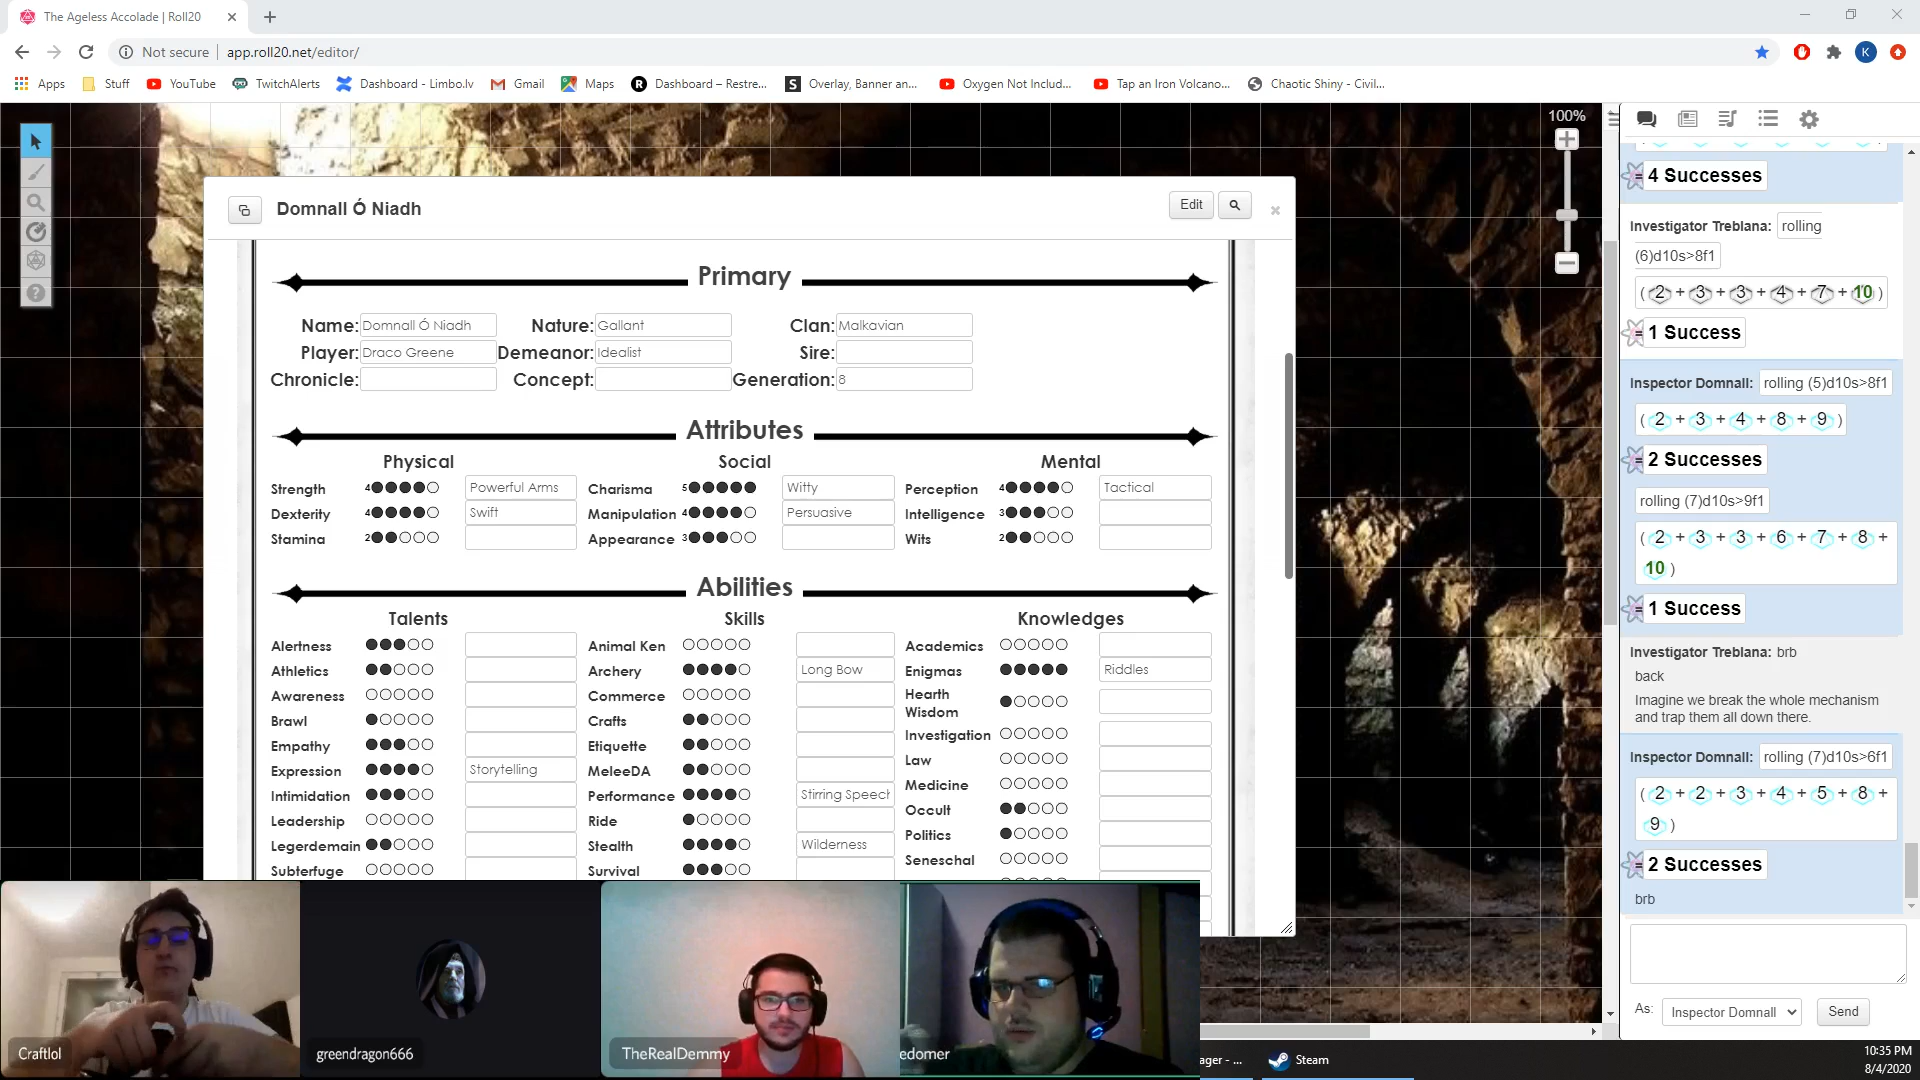 The Ageless Accolade | Roll20
Not secure
app.roll20.net/editor/
K
Apps
Stuff
YouTube
TwitchAlerts
Dashboard - Limbo.lv
Gmail
Maps
Dashboard – Restre...
Overlay, Banner an...
Oxygen Not Includ...
Tap an Iron Volcano...
Chaotic Shiny - Civil...
100%
Domnall Ó Niadh
Edit
Primary
Name: Domnall Ó Niadh Nature: Gallant Clan: Malkavian
Player: Draco Greene Demeanor: Idealist Sire:
Chronicle: Concept: Generation: 8
Attributes
Physical Social Mental
Strength 4 Powerful Arms Charisma 5 Witty Perception 4 Tactical
Dexterity 4 Swift Manipulation 4 Persuasive Intelligence 3
Stamina 2 Appearance 3 Wits 2
Abilities
Talents Skills Knowledges
Alertness Animal Ken Academics
Athletics Archery Long Bow Enigmas Riddles
Awareness Commerce Hearth Wisdom
Brawl Crafts Investigation
Empathy Etiquette Law
Expression Storytelling MeleeDA Medicine
Intimidation Performance Stirring Speech Occult
Leadership Ride Politics
Legerdemain Stealth Wilderness Seneschal
Subterfuge Survival
= 4 Successes
Investigator Treblana: rolling
(6)d10s>8f1
(2+3+3+4+7+10)
= 1 Success
Inspector Domnall: rolling (5)d10s>8f1
(2+3+4+8+9)
= 2 Successes
rolling (7)d10s>9f1
(2+3+3+6+7+8+
10)
= 1 Success
Investigator Treblana: brb
back
Imagine we break the whole mechanism
and trap them all down there.
Inspector Domnall: rolling (7)d10s>6f1
(2+2+3+4+5+8+
9)
= 2 Successes
brb
As: Inspector Domnall Send
Craftlol
greendragon666
TheRealDemmy
edomer
ager - ...
Steam
10:35 PM
8/4/2020